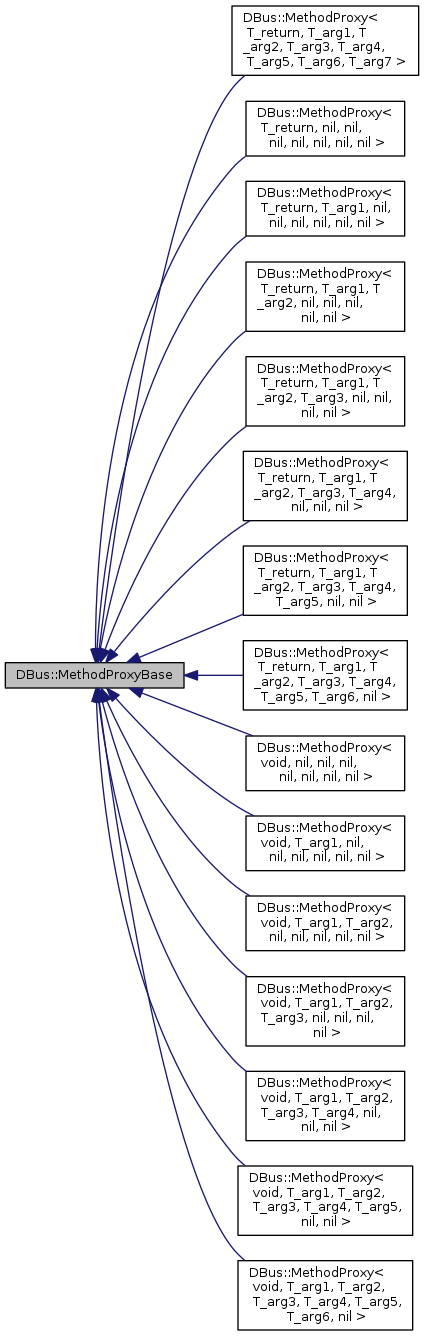 DBus::MethodProxy<
T_return, T_arg1, T
_arg2, T_arg3, T_arg4,
T_arg5, T_arg6, T_arg7 >
DBus::MethodProxy<
T_return, nil, nil,
nil, nil, nil, nil, nil >
DBus::MethodProxy<
T_return, T_arg1, nil,
nil, nil, nil, nil, nil >
DBus::MethodProxy<
T_return, T_arg1, T
_arg2, nil, nil, nil,
nil, nil >
DBus::MethodProxy<
T_return, T_arg1, T
_arg2, T_arg3, nil, nil,
nil, nil >
DBus::MethodProxy<
T_return, T_arg1, T
_arg2, T_arg3, T_arg4,
nil, nil, nil >
DBus::MethodProxy<
T_return, T_arg1, T
_arg2, T_arg3, T_arg4,
T_arg5, nil, nil >
DBus::MethodProxyBase
DBus::MethodProxy<
T_return, T_arg1, T
_arg2, T_arg3, T_arg4,
T_arg5, T_arg6, nil >
DBus::MethodProxy<
void, nil, nil, nil,
nil, nil, nil, nil >
DBus::MethodProxy<
void, T_arg1, nil,
nil, nil, nil, nil, nil >
DBus::MethodProxy<
void, T_arg1, T_arg2,
nil, nil, nil, nil, nil >
DBus::MethodProxy<
void, T_arg1, T_arg2,
T_arg3, nil, nil, nil,
nil >
DBus::MethodProxy<
void, T_arg1, T_arg2,
T_arg3, T_arg4, nil,
nil, nil >
DBus::MethodProxy<
void, T_arg1, T_arg2,
T_arg3, T_arg4, T_arg5,
nil, nil >
DBus::MethodProxy<
void, T_arg1, T_arg2,
T_arg3, T_arg4, T_arg5,
T_arg6, nil >